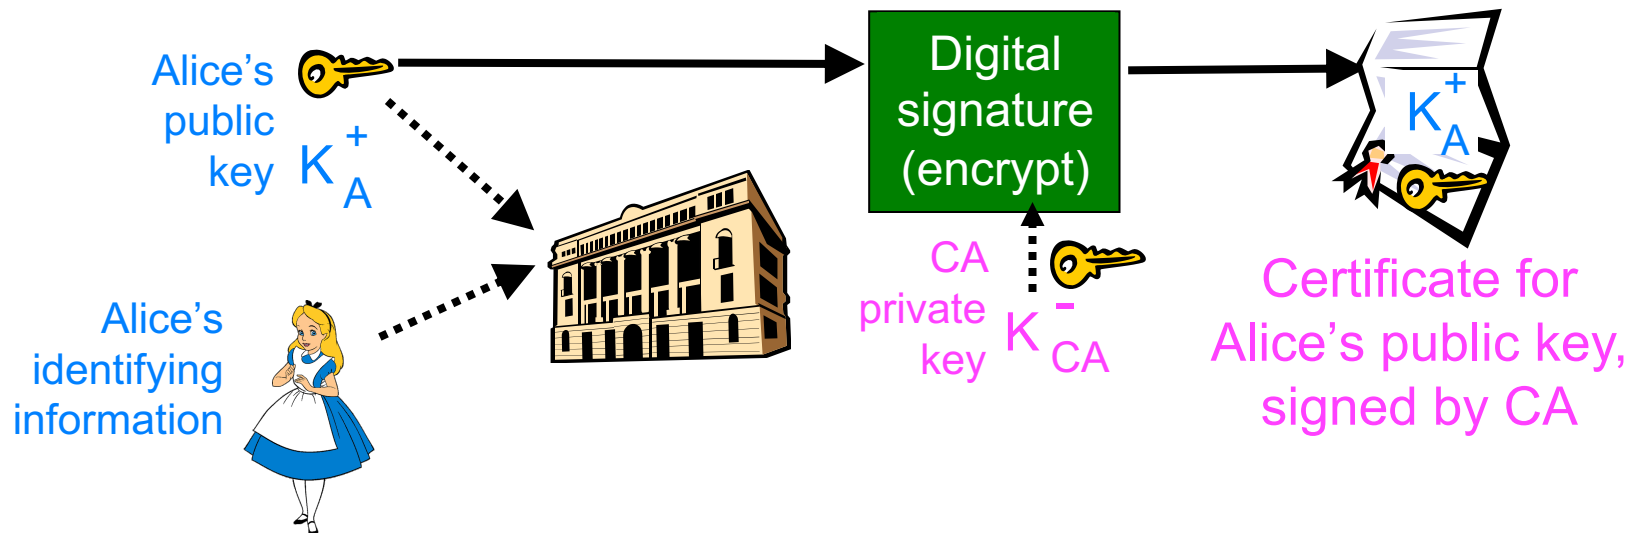 Alice’s
public
key
K
+
A
Alice’s
identifying
information
Digital
signature
(encrypt)
CA
private
key
K
-
CA
K
+
A
Certificate for
Alice’s public key,
signed by CA